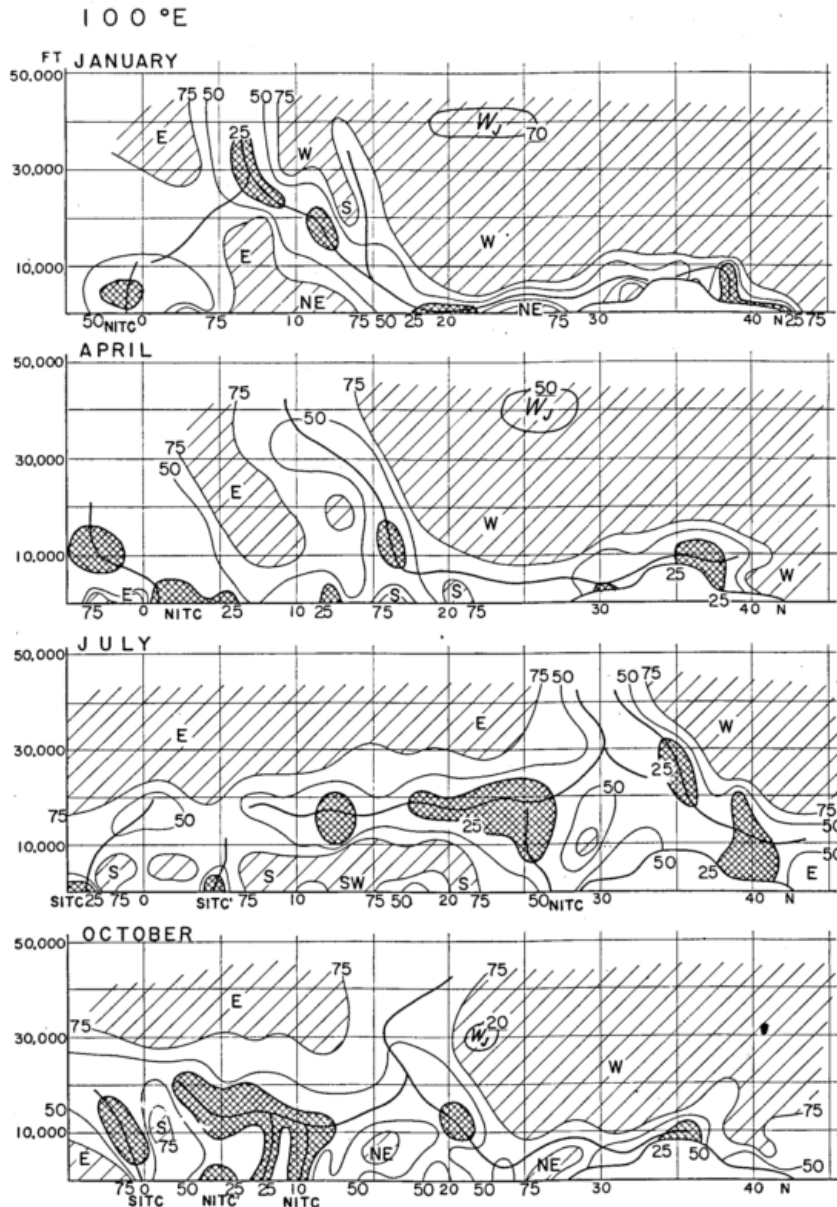 100°E
FT JANUARY
50,000
75 50 50 75
E 25 W WJ 70
30,000
S
E W
10,000
NE NE
50 NITC 0 75 10 75 50 25 20 75 30 40 N 25 75
APRIL
50,000
75 75 50
WJ
75 50
50
30,000
E
W
10,000
E S S 25 25 W
75 0 NITC 25 10 75 20 75 30 40 N
JULY
50,000
75 50 50 75
E E W
30,000
25
75 50 75
25 50
10,000
50 50
S S SW S 25 E
SITC 25 75 0 SITC' 75 75 50 20 75 50 NITC 30 40 N
OCTOBER
50,000
75 75
E
20
75 30,000 WJ
W
50 S 75
75
10,000
NE 25 50
E NE 50
75 0 50 25 25 10 50 50 20 50 75 30 40 N
SITC NITC' NITC